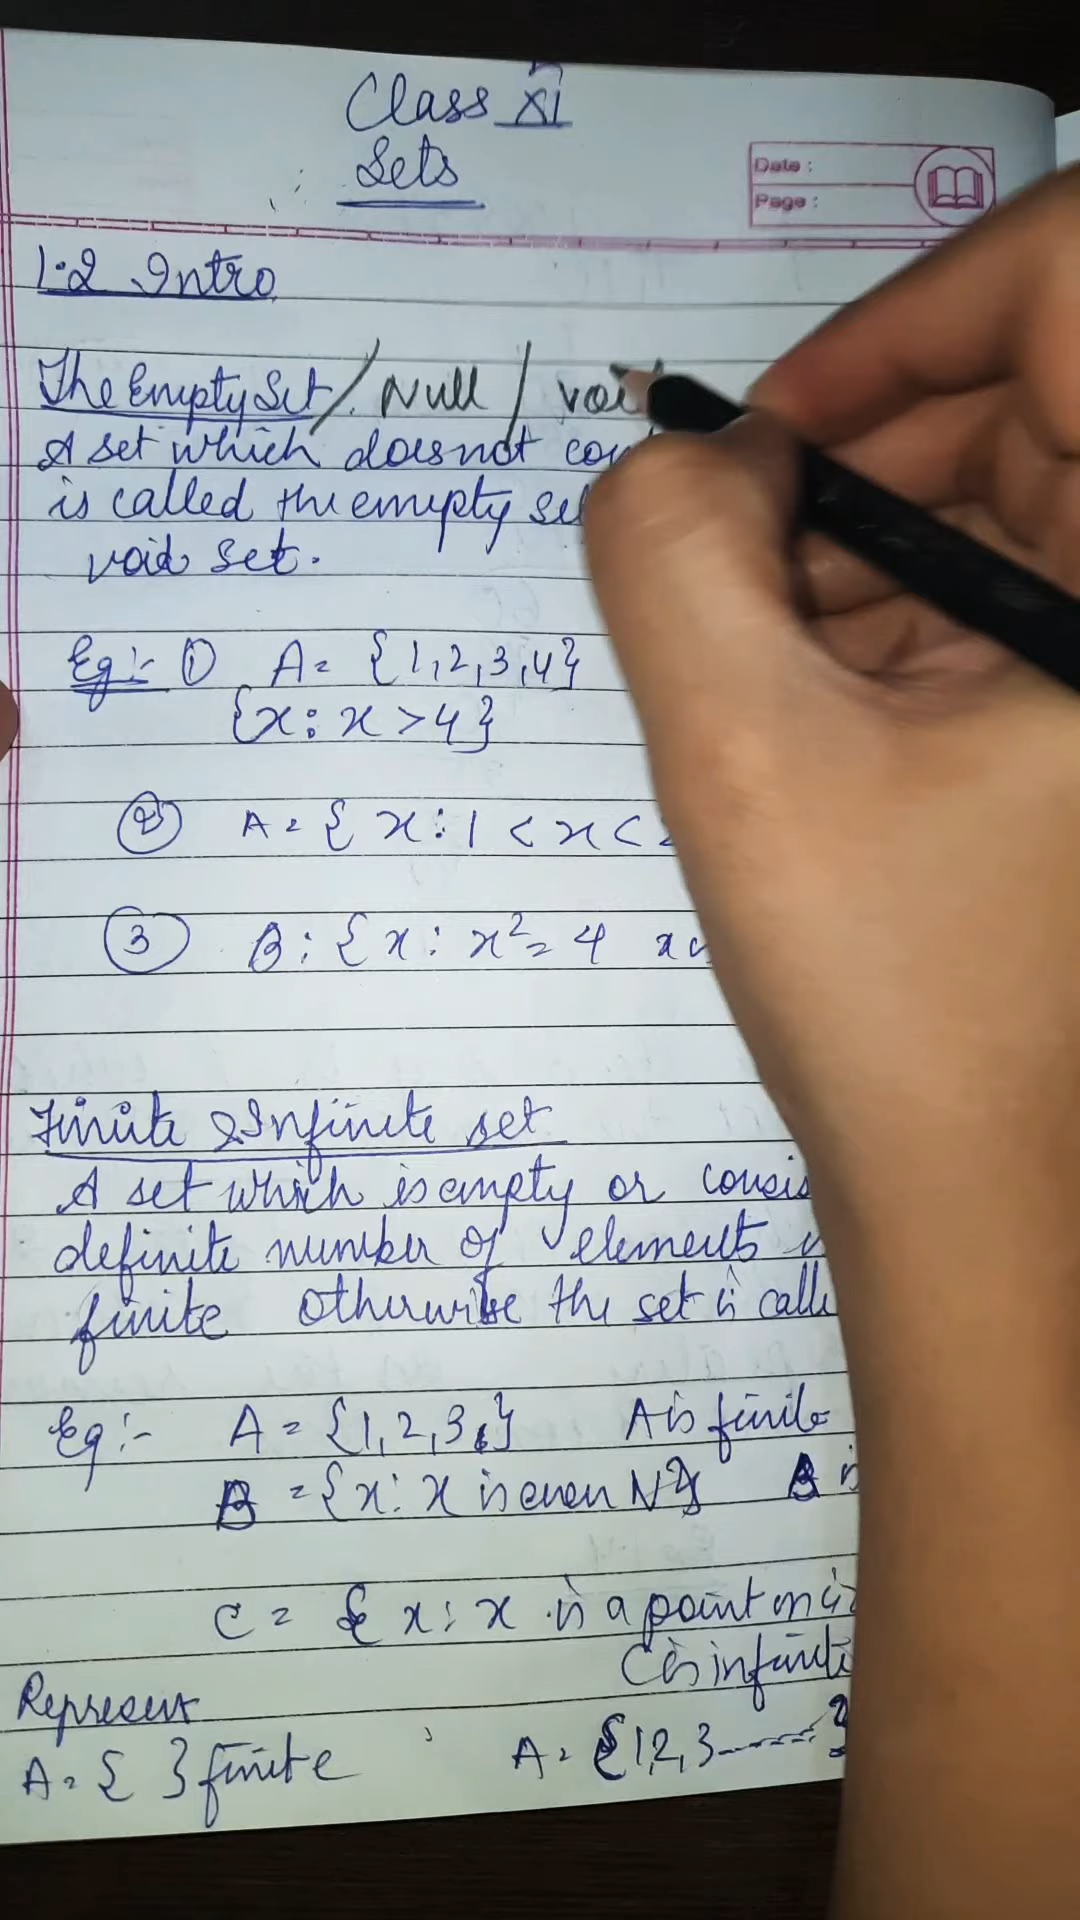 Class XI
Sets
Date :
Page :
1.2 Intro
The Empty Set / Null / voi
A set which does not con
is called the empty se
void set.
Eg :- ① A = {1,2,3,4}
{x : x > 4}
② A = { x : 1 < x <
③ B : { x : x² = 4 x
Finite & Infinite set
A set which is empty or consis
definite number of elements
finite otherwise the set is calle
Eg :- A = {1,2,3} A is finite
B = {x : x is even N} B is
C = { x : x is a point on
C is infinite
Represent
A = { } finite A = {1,2,3------}